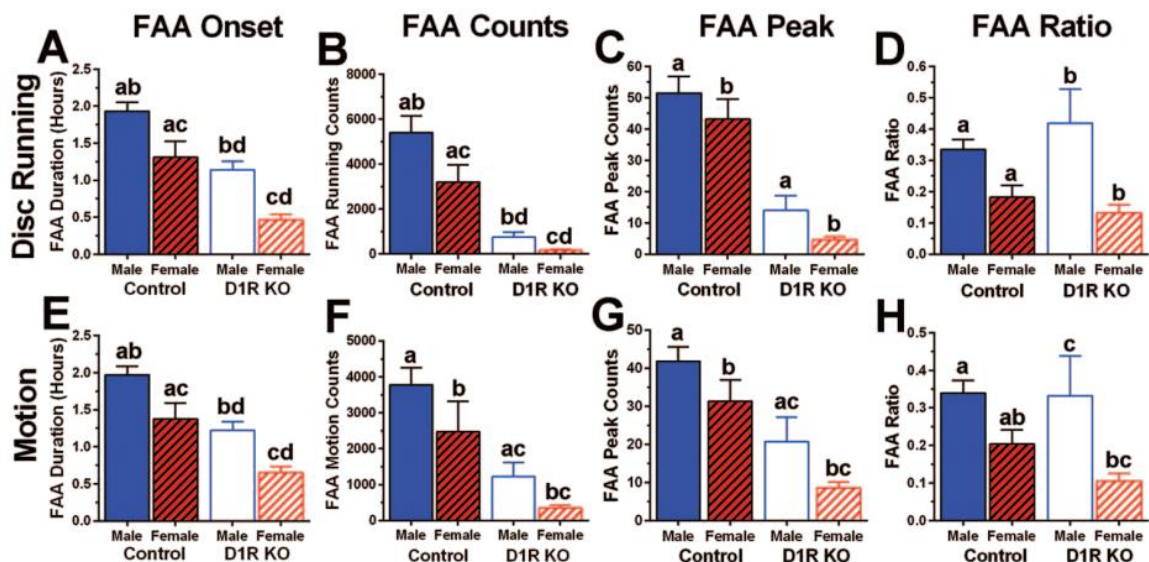 FAA Onset FAA Counts FAA Peak FAA Ratio
Disc Running
A
FAA Duration (Hours)
2.5
2.0
1.5
1.0
0.5
0.0
ab
ac
bd
cd
Male Female Male Female
Control D1R KO
B
FAA Running Counts
8000
6000
4000
2000
0
ab
ac
bd
cd
Male Female Male Female
Control D1R KO
C
FAA Peak Counts
60
50
40
30
20
10
0
a
b
a
b
Male Female Male Female
Control D1R KO
D
FAA Ratio
0.6
0.5
0.4
0.3
0.2
0.1
0.0
a
a
b
b
Male Female Male Female
Control D1R KO
Motion
E
FAA Duration (Hours)
2.5
2.0
1.5
1.0
0.5
0.0
ab
ac
bd
cd
Male Female Male Female
Control D1R KO
F
FAA Motion Counts
5000
4000
3000
2000
1000
0
a
b
ac
bc
Male Female Male Female
Control D1R KO
G
FAA Peak Counts
50
40
30
20
10
0
a
b
ac
bc
Male Female Male Female
Control D1R KO
H
FAA Ratio
0.5
0.4
0.3
0.2
0.1
0.0
a
ab
c
bc
Male Female Male Female
Control D1R KO